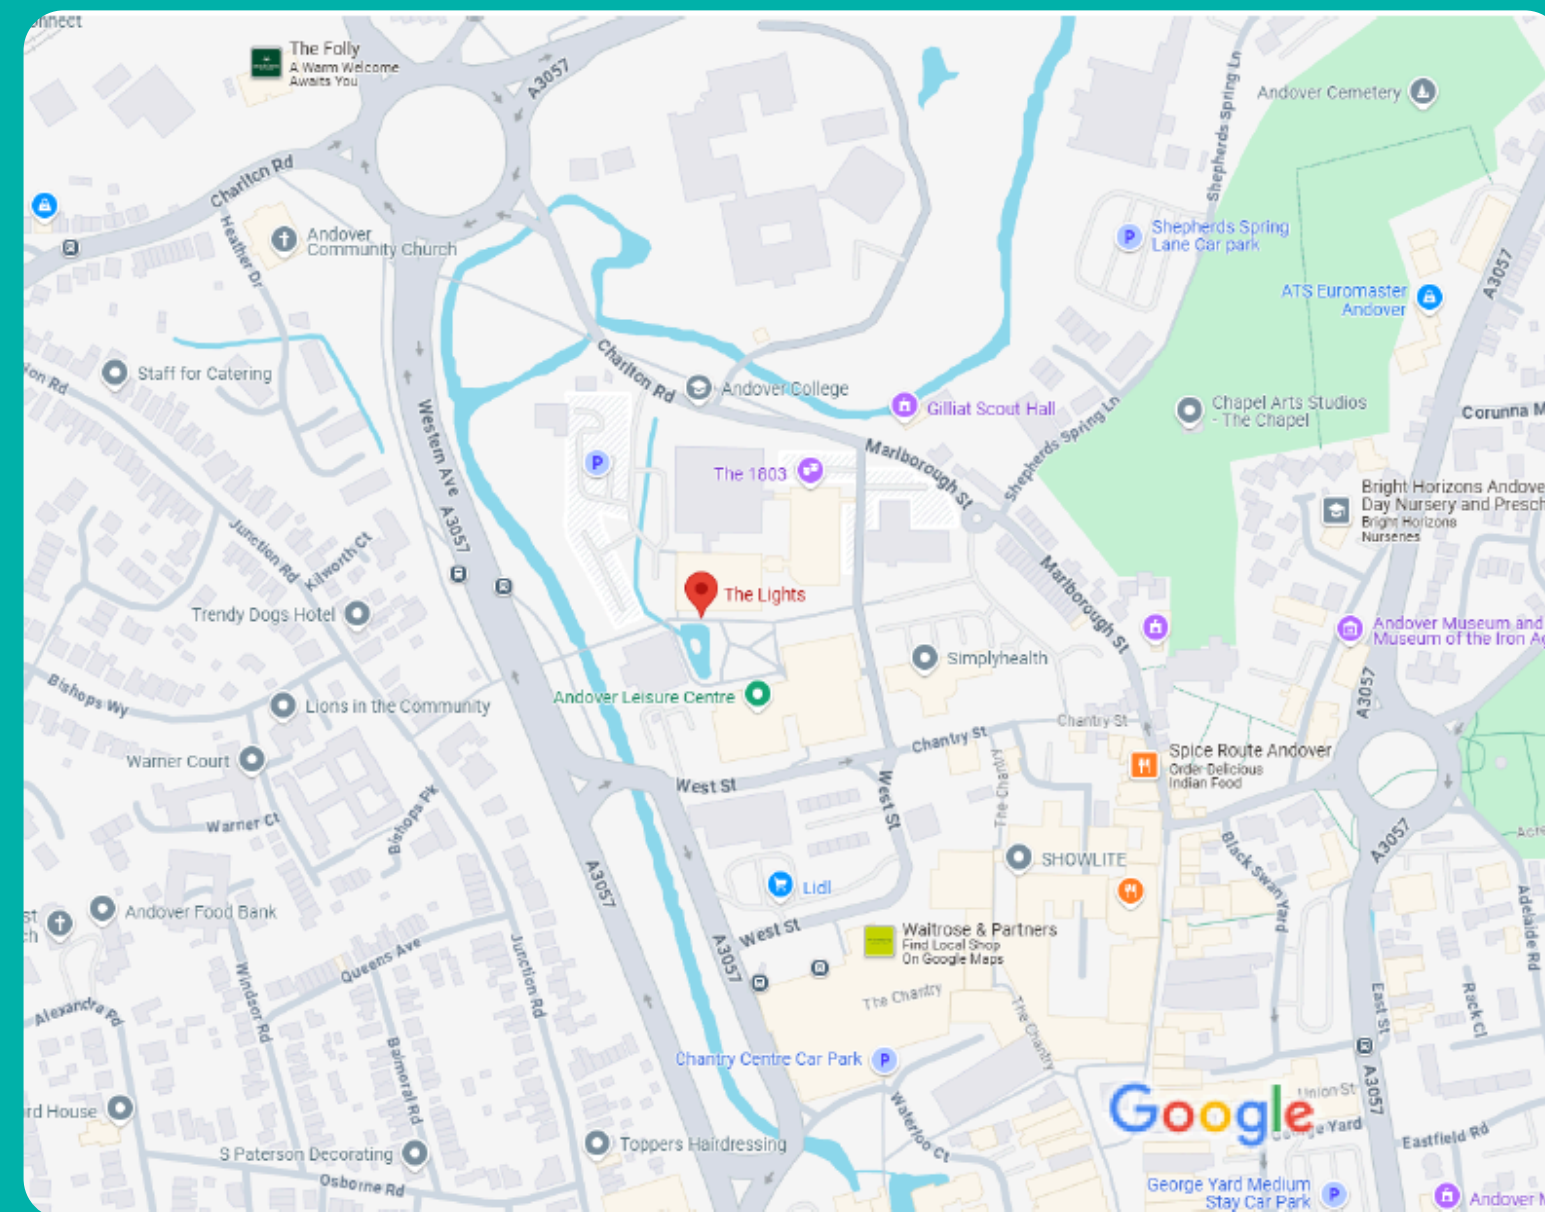 The Folly
A Warm Welcome
Awaits You
A3057
Andover Cemetery
Shepherds Spring Ln
Charlton Rd
Heather Dr
Andover
Community Church
Shepherds Spring
Lane Car park
A3057
ATS Euromaster
Andover
Staff for Catering
Charlton Rd
Andover College
Gilliat Scout Hall
Chapel Arts Studios
- The Chapel
Corunna M
Shepherds Spring Ln
Western Ave
A3057
The 1803
Marlborough St
Bright Horizons Andove
Day Nursery and Presch
Bright Horizons
Nurseries
Junction Rd
Kilworth Ct
Trendy Dogs Hotel
The Lights
Marlborough St
Andover Museum and
Museum of the Iron Ag
Simplyhealth
Bishops Wy
Lions in the Community
Andover Leisure Centre
A3057
Chantry St
Chantry St
Warner Court
West St
West St
The Chantry
Spice Route Andover
Order Delicious
Indian Food
Warner Ct
Bishops Pk
SHOWLITE
Black Swan Yard
A3057
Lidl
A3057
Andover Food Bank
West St
Waitrose & Partners
Find Local Shop
On Google Maps
Adelaide Rd
Queens Ave
Junction Rd
A3057
Windsor Rd
The Chantry
The Chantry
East St
Rack Cl
Alexandra Rd
Balmoral Rd
Chantry Centre Car Park
Waterloo Ct
Google
Union St
A3057
rd House
Toppers Hairdressing
Eastfield Rd
S Paterson Decorating
Osborne Rd
George Yard Medium
Stay Car Park
Andover M